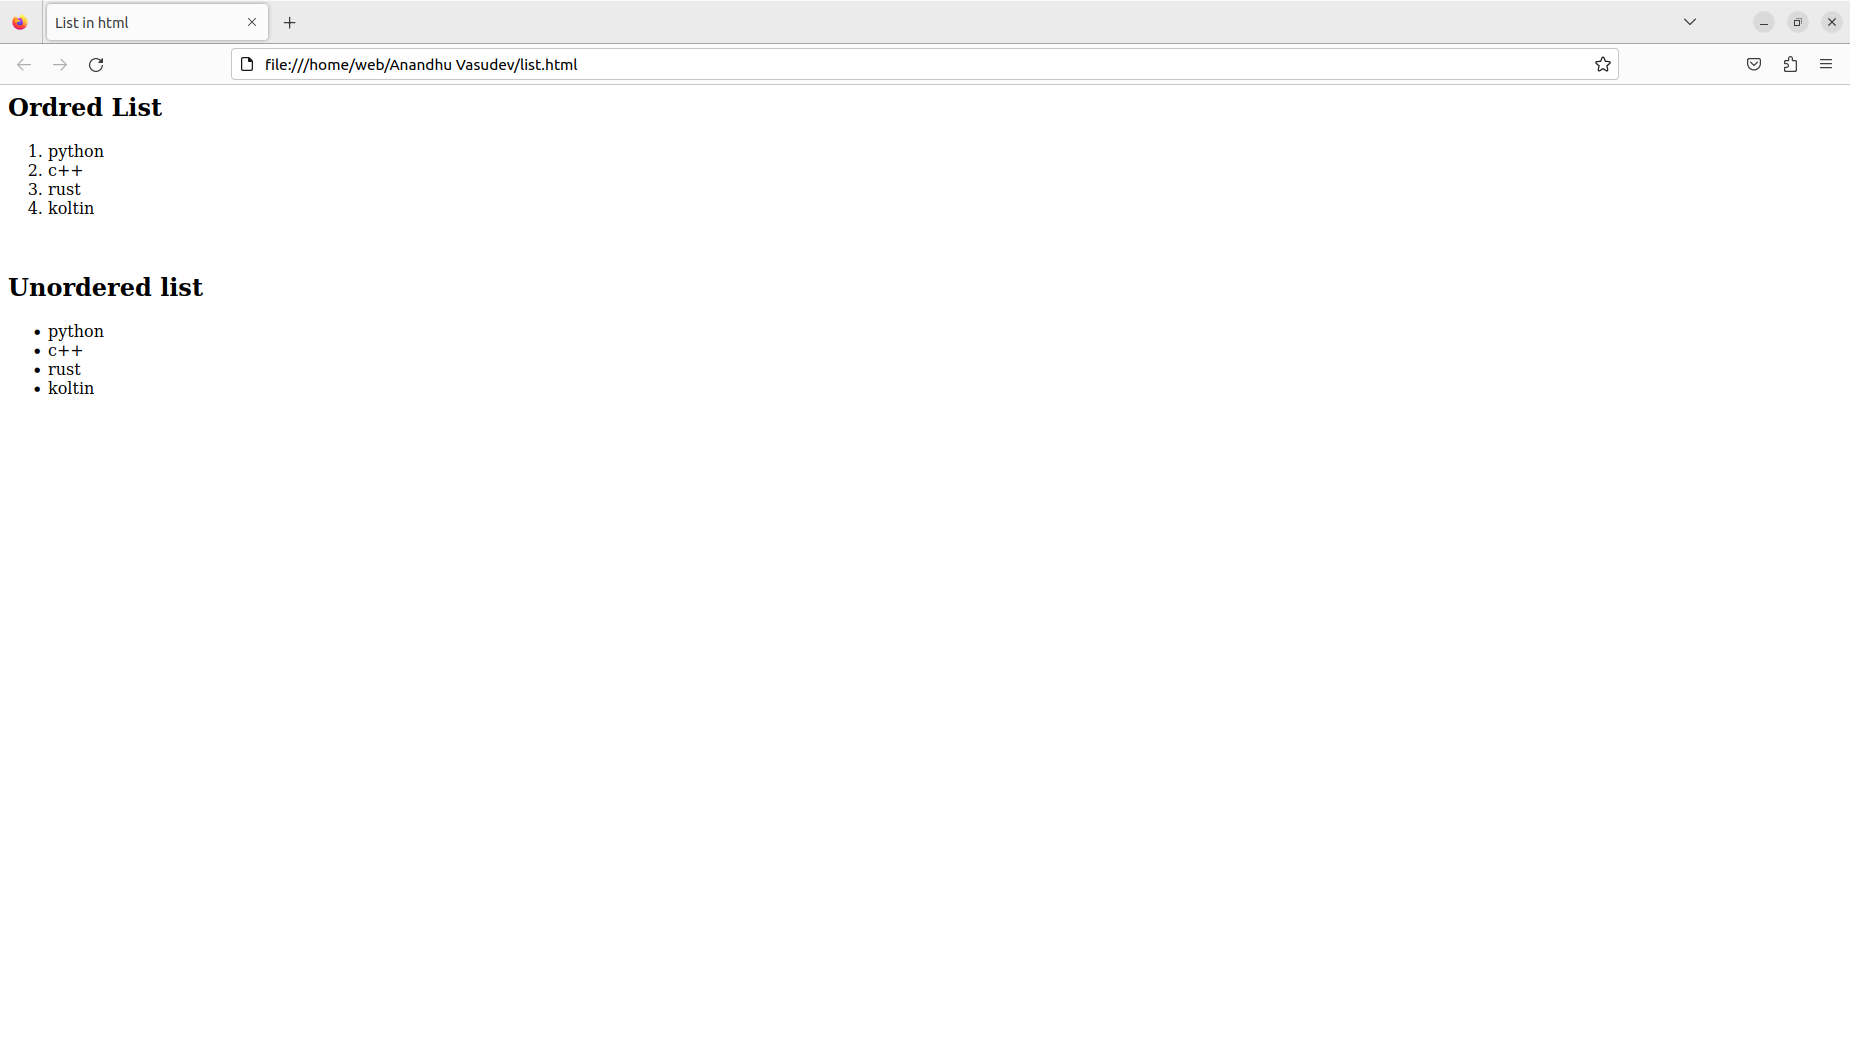 List in html
file:///home/web/Anandhu Vasudev/list.html
Ordred List
1. python
2. c++
3. rust
4. koltin
Unordered list
• python
• c++
• rust
• koltin